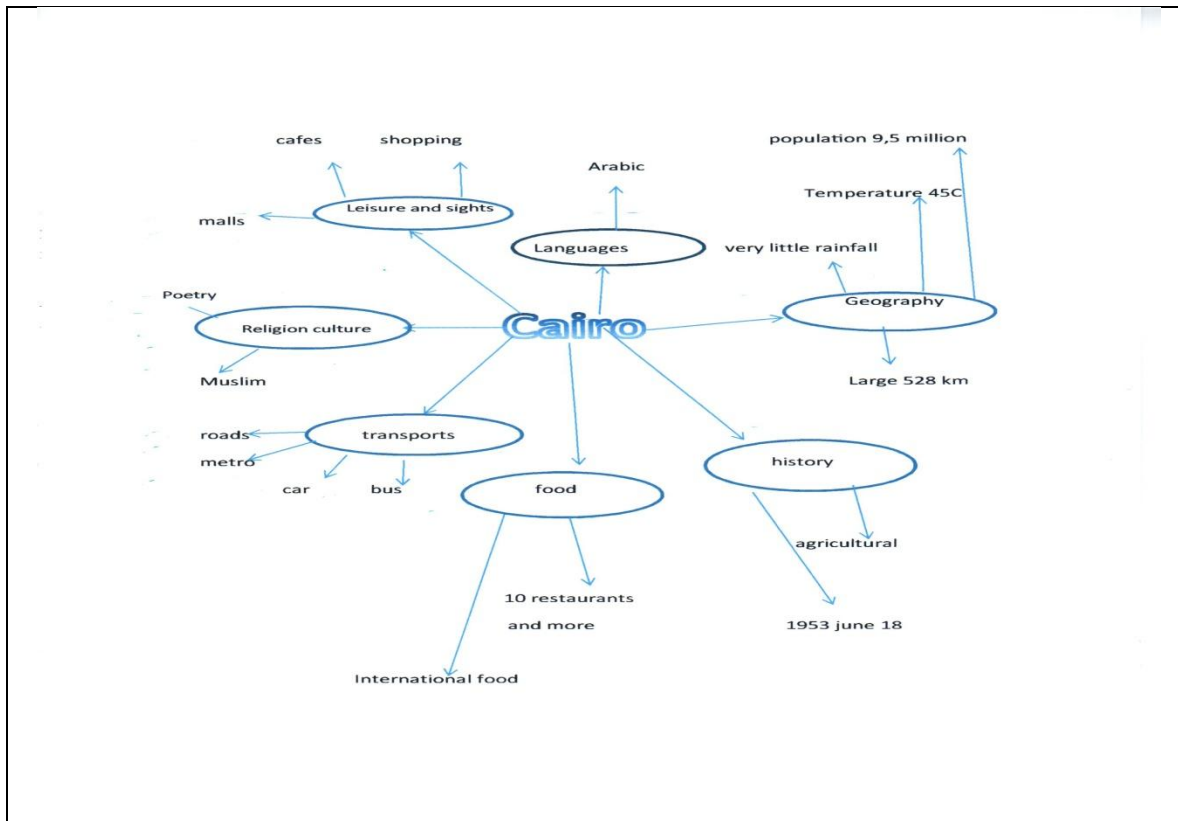 cafes
shopping
population 9,5 million
Arabic
Temperature 45C
Leisure and sights
malls
Languages
very little rainfall
Poetry
Geography
Religion culture
Cairo
Muslim
Large 528 km
roads
transports
metro
history
car
bus
food
agricultural
10 restaurants
and more
1953 june 18
International food